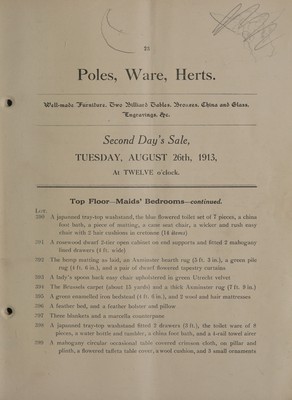 23
Poles, Ware, Herts.
Well-made Furniture, Two Billiard Tables, Bronzes, China and Glass,
Engravings, &c.
Second Day's Sale,
TUESDAY, AUGUST 26th, 1913,
At TWELVE o'clock.
Top Floor—Maids' Bedrooms—continued.
Lot.
290 A japanned tray-top washstand, the blue flowered toilet set of 7 pieces, a china
foot bath, a piece of matting, a cane seat chair, a wicker and rush easy
chair with 2 hair cushions in cretonne (14 items)
291 A rosewood dwarf 2-tier open cabinet on end supports and fitted 2 mahogany
lined drawers (4 ft. wide)
292 The hemp matting as laid, an Axminster hearth rug (5 ft. 3 in.), a green pile
rug (4 ft. 6 in.), and a pair of dwarf flowered tapestry curtains
293 A lady's spoon back easy chair upholstered in green Utrecht velvet
294 The Brussels carpet (about 15 yards) and a thick Axminster rug (7 ft. 9 in.)
295 A green enamelled iron bedstead (4 ft. 6 in.), and 2 wool and hair mattresses
296 A feather bed, and a feather bolster and pillow
297 Three blankets and a marcella counterpane
298 A japanned tray-top washstand fitted 3 drawers (3 ft.), the toilet ware of 8
pieces, a water bottle and tumbler, a china foot bath, and a 4-rail towel airer
299 A mahogany circular occasional table covered crimson cloth, on pillar and
plinth, a flowered taffeta table cover, a wool cushion, and 3 small ornaments